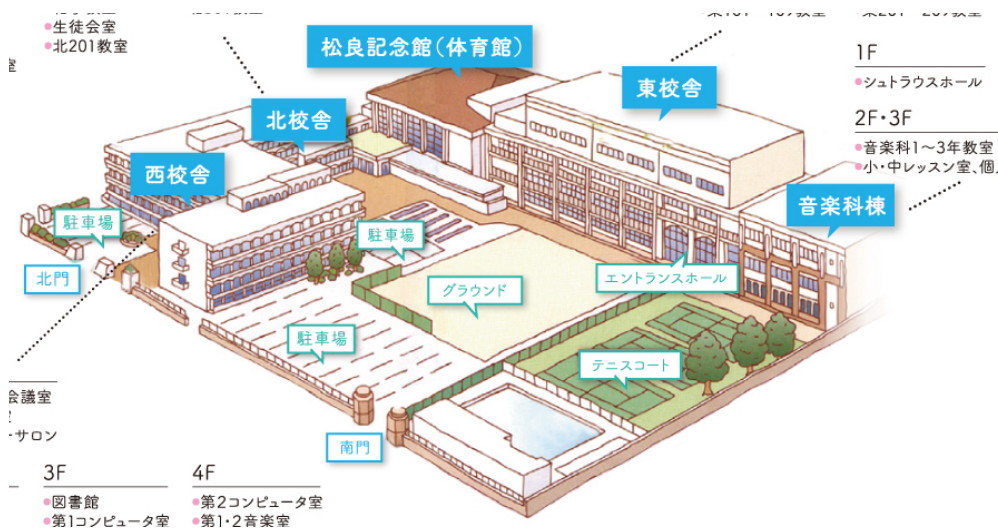 生徒会室
北201教室
松良記念館(体育館)
東校舎
北校舎
西校舎
音楽科棟
1F
シュトラウスホール
2F・3F
音楽科1〜3年教室
小・中レッスン室、個
駐車場
北門
駐車場
グラウンド
エントランスホール
駐車場
テニスコート
南門
会議室
サロン
3F
図書館
第1コンピュータ室
4F
第2コンピュータ室
第1・2音楽室